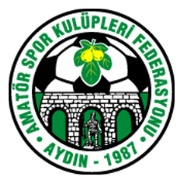 AMATÖR SPOR KULÜPLERİ FEDERASYONU
AYDIN - 1987